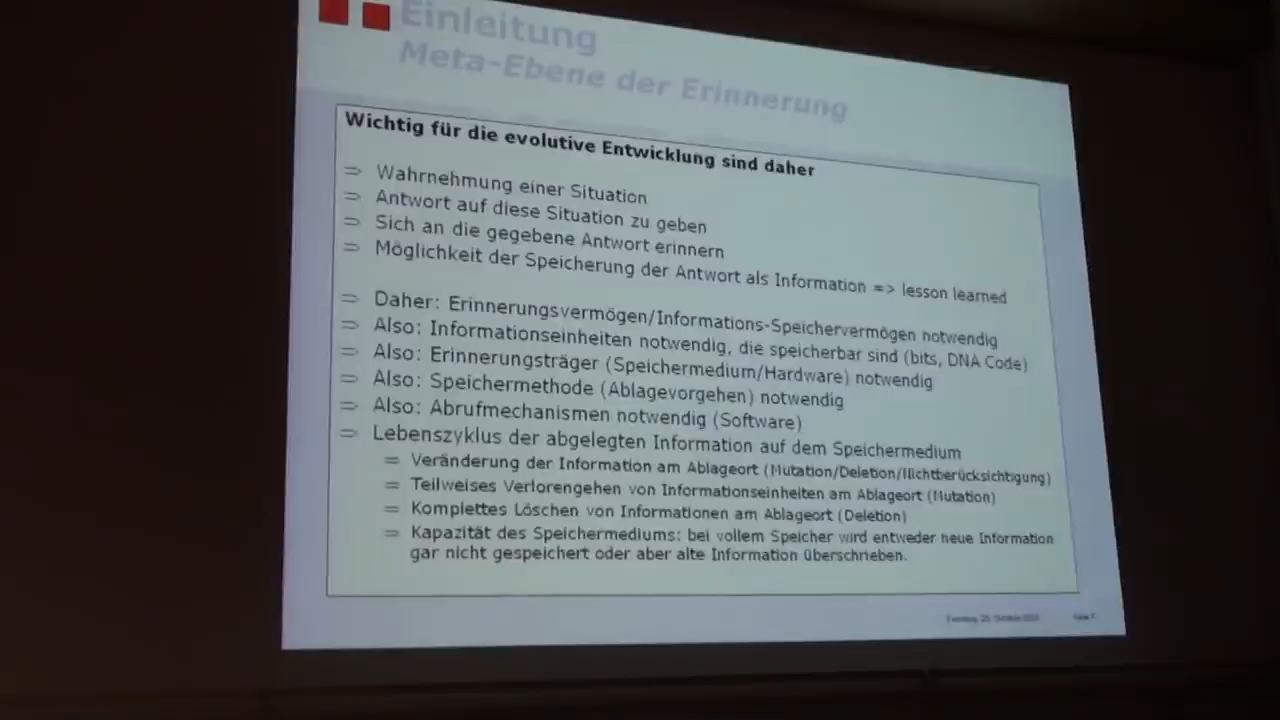 Einleitung
Meta-Ebene der Erinnerung
Wichtig für die evolutive Entwicklung sind daher
⇒ Wahrnehmung einer Situation
⇒ Antwort auf diese Situation zu geben
⇒ Sich an die gegebene Antwort erinnern
⇒ Möglichkeit der Speicherung der Antwort als Information => lesson learned
⇒ Daher: Erinnerungsvermögen/Informations-Speichervermögen notwendig
⇒ Also: Informationseinheiten notwendig, die speicherbar sind (bits, DNA Code)
⇒ Also: Erinnerungsträger (Speichermedium/Hardware) notwendig
⇒ Also: Speichermethode (Ablagevorgehen) notwendig
⇒ Also: Abrufmechanismen notwendig (Software)
⇒ Lebenszyklus der abgelegten Information auf dem Speichermedium
⇒ Veränderung der Information am Ablageort (Mutation/Deletion/Nichtberücksichtigung)
⇒ Teilweises Verlorengehen von Informationseinheiten am Ablageort (Mutation)
⇒ Komplettes Löschen von Informationen am Ablageort (Deletion)
⇒ Kapazität des Speichermediums: bei vollem Speicher wird entweder neue Information
gar nicht gespeichert oder aber alte Information überschrieben.